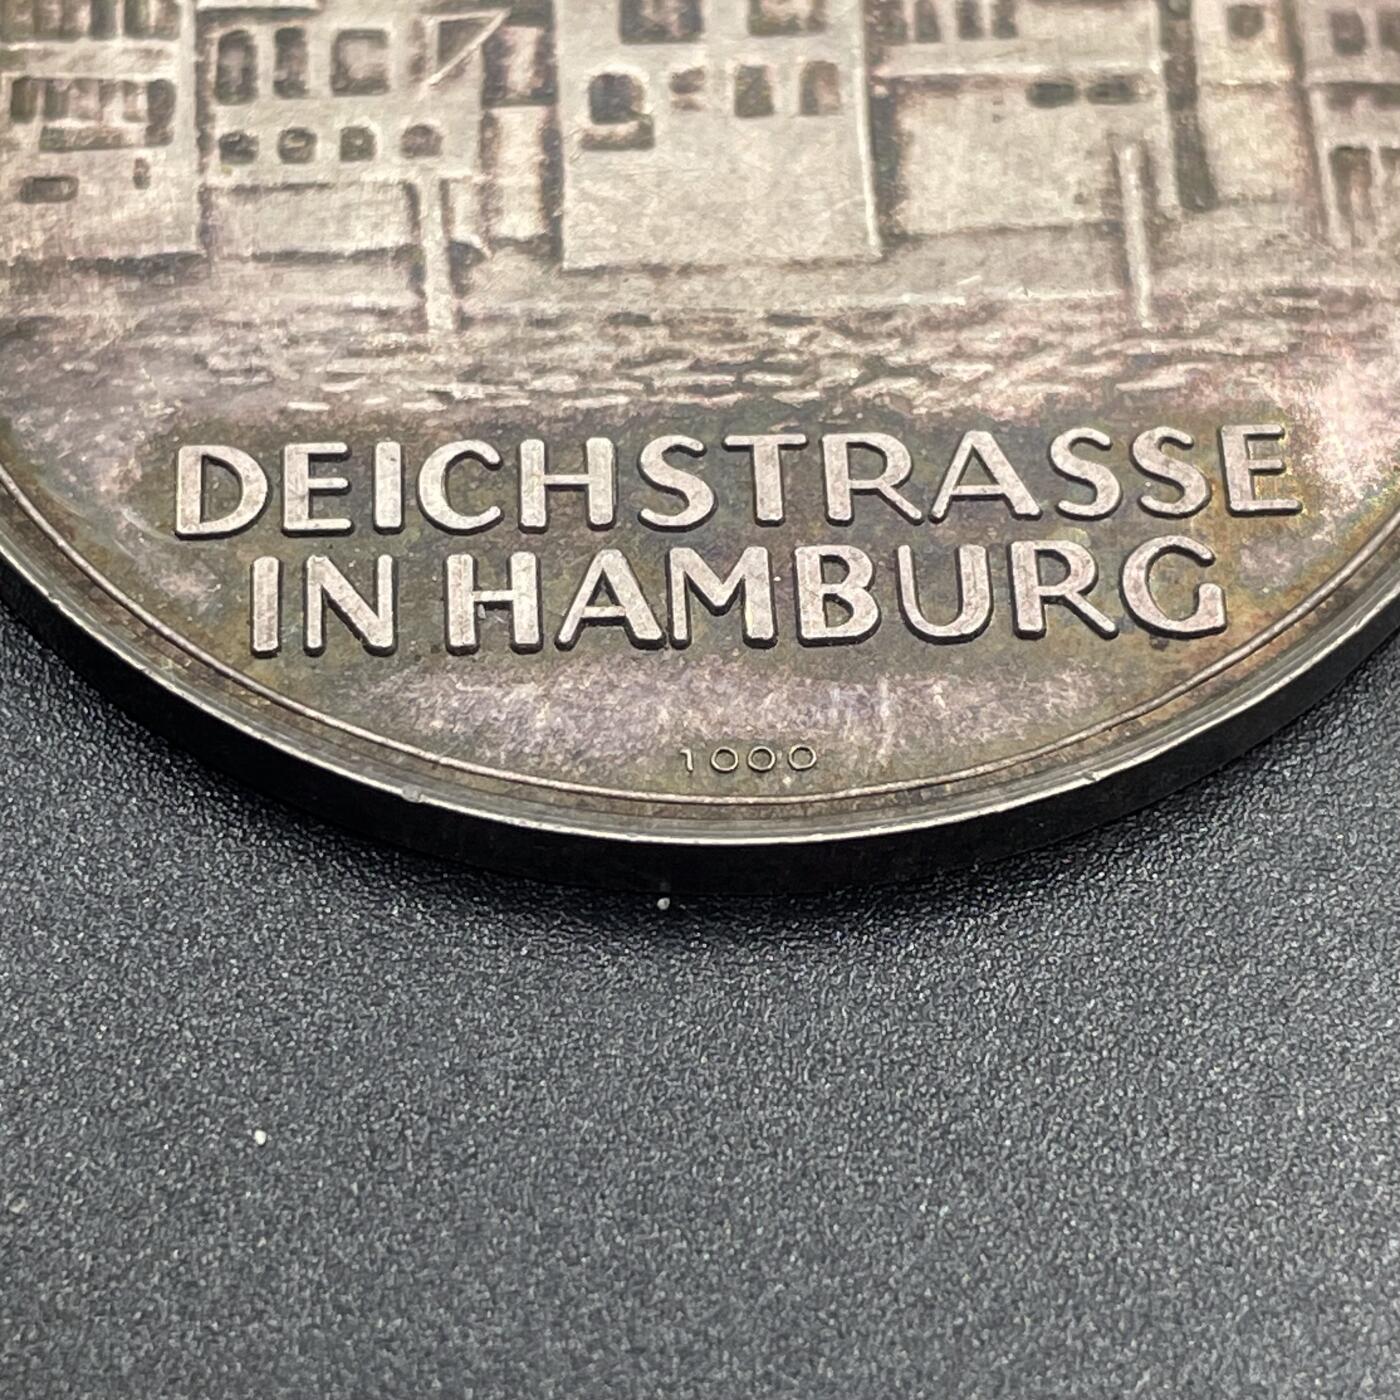 DEICHSTRASSE
IN HAMBURG
1000